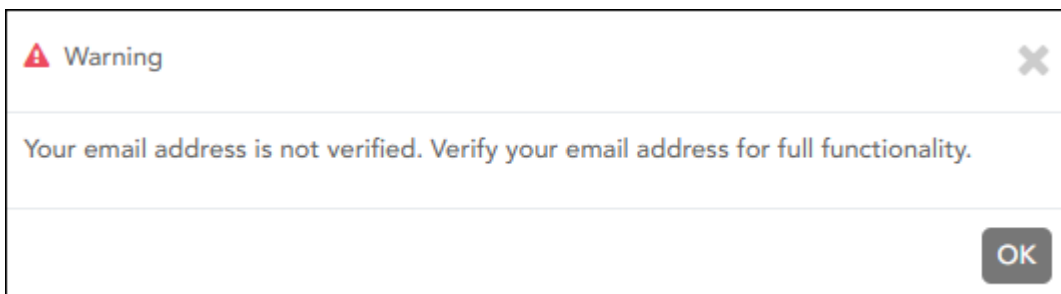 Warning
Your email address is not verified. Verify your email address for full functionality.
OK